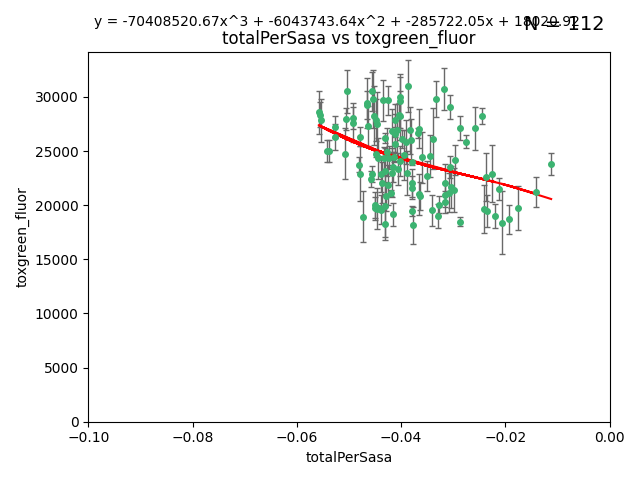 y = -70408520.67x^3 + -6043743.64x^2 + -285722.05x + 18020.92
N = 112
totalPerSasa vs toxgreen_fluor
30000
25000
20000
15000
10000
5000
0
toxgreen_fluor
−0.10 −0.08 −0.06 −0.04 −0.02 0.00
totalPerSasa